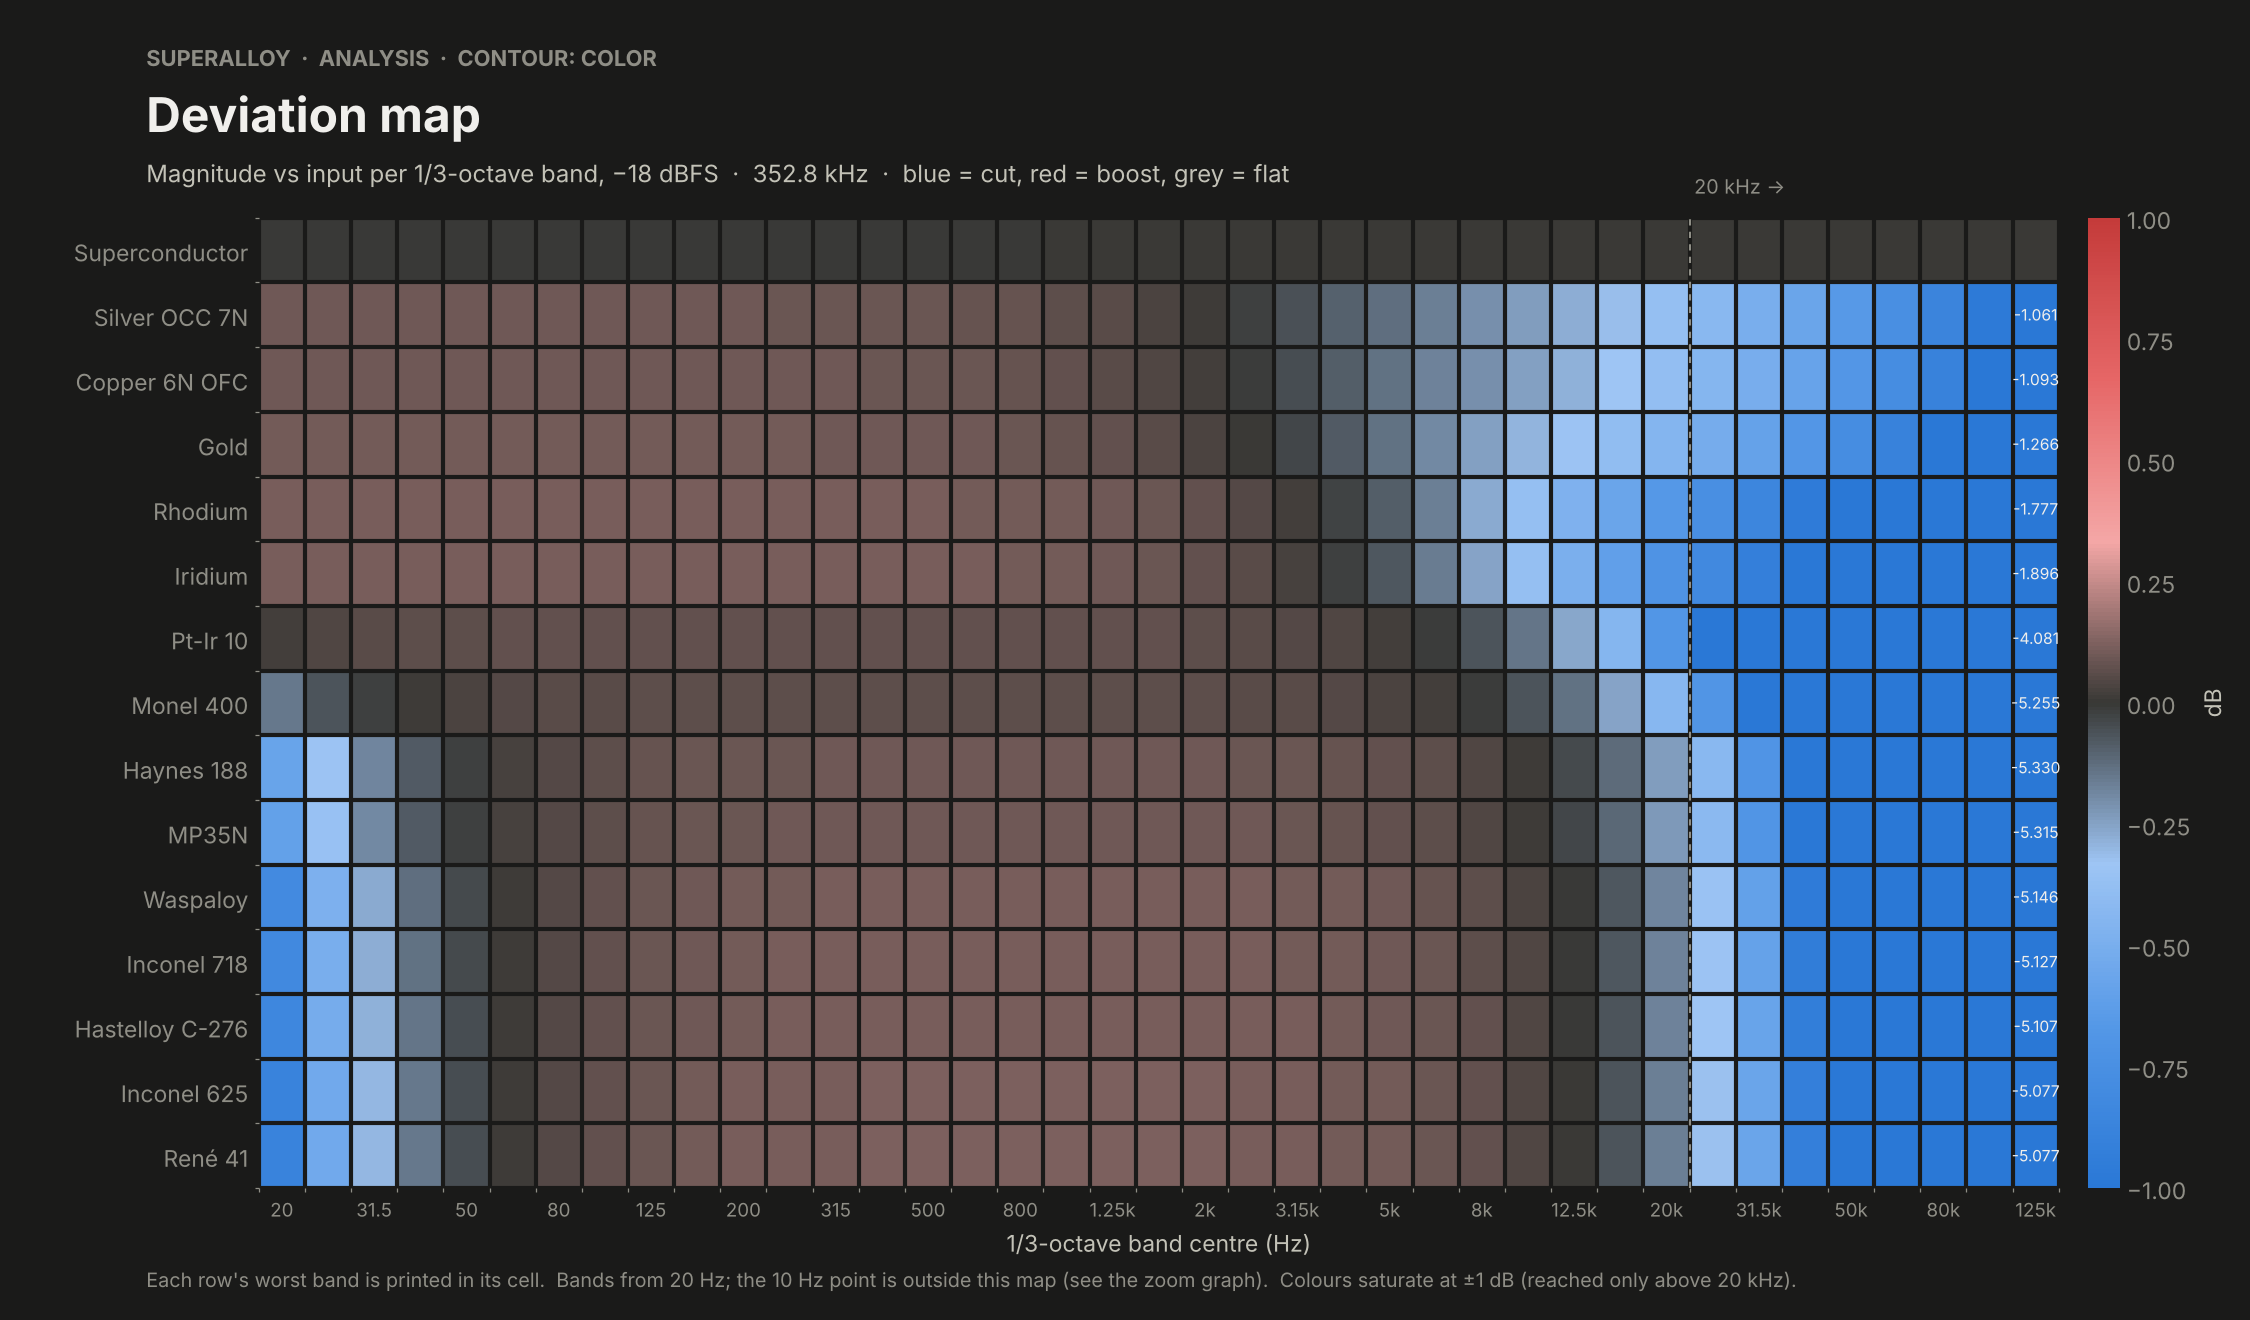 SUPERALLOY · ANALYSIS · CONTOUR: COLOR
Deviation map
Magnitude vs input per 1/3-octave band, −18 dBFS · 352.8 kHz · blue = cut, red = boost, grey = flat
20 kHz →
Superconductor
Silver OCC 7N
Copper 6N OFC
Gold
Rhodium
Iridium
Pt-Ir 10
Monel 400
Haynes 188
MP35N
Waspaloy
Inconel 718
Hastelloy C-276
Inconel 625
René 41
-1.061
-1.093
-1.266
-1.777
-1.896
-4.081
-5.255
-5.330
-5.315
-5.146
-5.127
-5.107
-5.077
-5.077
1.00
0.75
0.50
0.25
0.00
−0.25
−0.50
−0.75
−1.00
dB
20 31.5 50 80 125 200 315 500 800 1.25k 2k 3.15k 5k 8k 12.5k 20k 31.5k 50k 80k 125k
1/3-octave band centre (Hz)
Each row's worst band is printed in its cell. Bands from 20 Hz; the 10 Hz point is outside this map (see the zoom graph). Colours saturate at ±1 dB (reached only above 20 kHz).